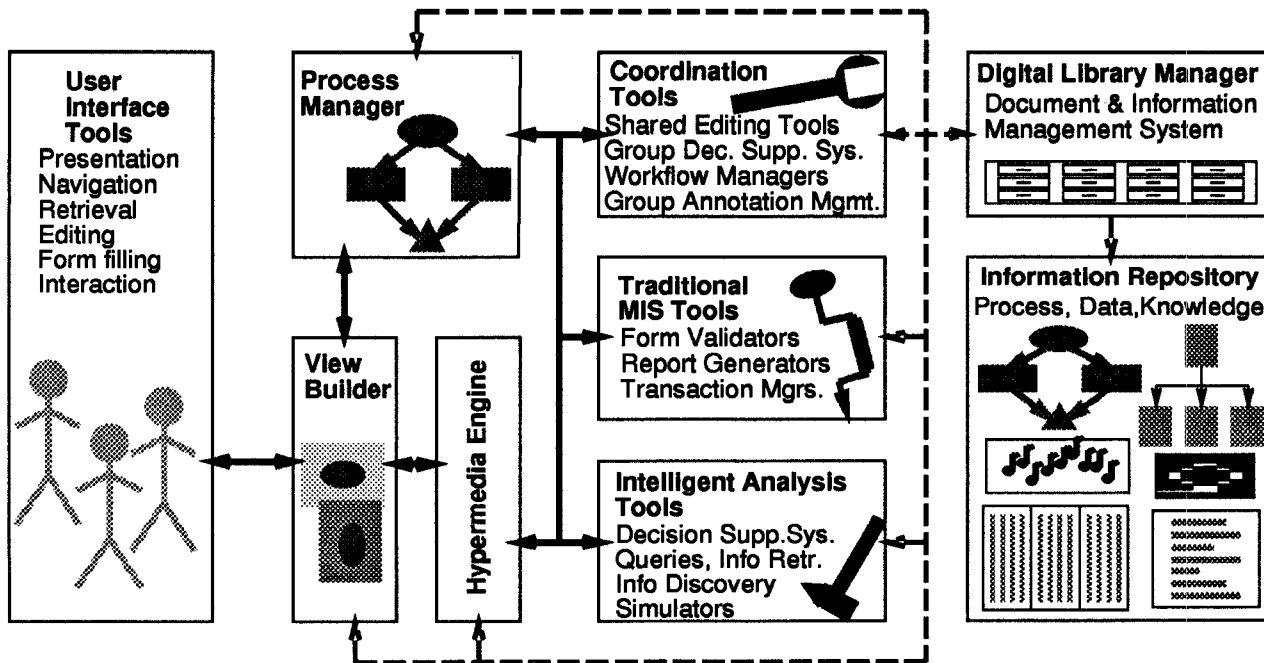 User
Interface
Tools
Presentation
Navigation
Retrieval
Editing
Form filling
Interaction
Process
Manager
View
Builder
Hypermedia Engine
Coordination
Tools
Shared Editing Tools
Group Dec. Supp. Sys.
Workflow Managers
Group Annotation Mgmt.
Traditional
MIS Tools
Form Validators
Report Generators
Transaction Mgrs.
Intelligent Analysis
Tools
Decision Supp.Sys.
Queries, Info Retr.
Info Discovery
Simulators
Digital Library Manager
Document & Information
Management System
Information Repository
Process, Data,Knowledge